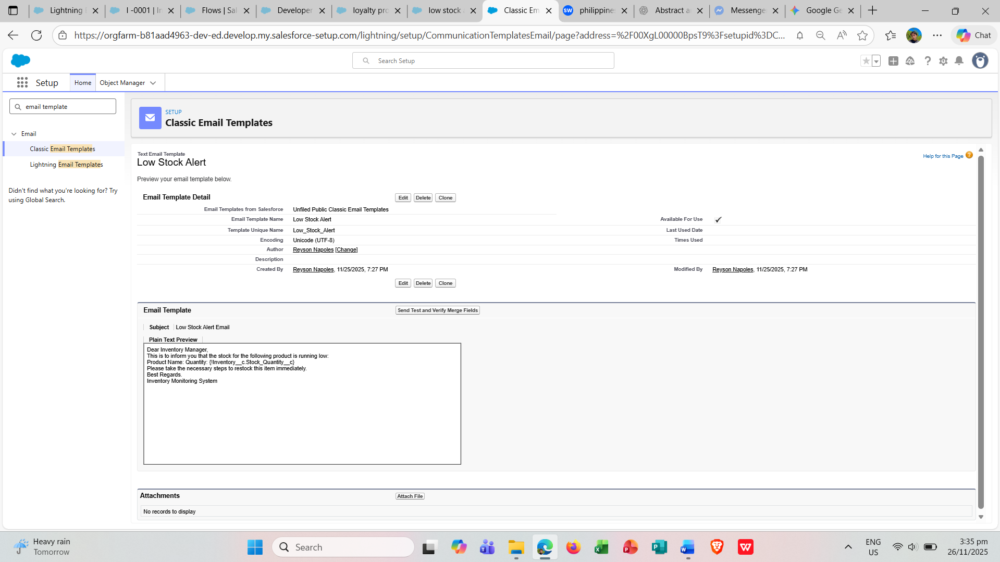 Lightning
I -0001 | In
Flows | Sal
Developer
loyalty pro
low stock a
Classic Em
philippines
Abstract a
Messenge
Google Ge
https://orgfarm-b81aad4963-dev-ed.develop.my.salesforce-setup.com/lightning/setup/CommunicationTemplatesEmail/page?address=%2F00XgL00000BpsT9%3Fsetupid%3DC...
Chat
Search Setup
Setup
Home
Object Manager
email template
Email
Classic Email Templates
Lightning Email Templates
Didn't find what you're looking for? Try
using Global Search.
SETUP
Classic Email Templates
Text Email Template
Low Stock Alert
Help for this Page
Preview your email template below.
Email Template Detail
Edit Delete Clone
Email Templates from Salesforce Unfiled Public Classic Email Templates
Email Template Name Low Stock Alert Available For Use
Template Unique Name Low_Stock_Alert Last Used Date
Encoding Unicode (UTF-8) Times Used
Author Reyson Napoles [Change]
Description
Created By Reyson Napoles, 11/25/2025, 7:27 PM Modified By Reyson Napoles, 11/25/2025, 7:27 PM
Edit Delete Clone
Email Template Send Test and Verify Merge Fields
Subject Low Stock Alert Email
Plain Text Preview
Dear Inventory Manager,
This is to inform you that the stock for the following product is running low:
Product Name: Quantity: {!Inventory__c.Stock_Quantity__c}
Please take the necessary steps to restock this item immediately.
Best Regards.
Inventory Monitoring System
Attachments Attach File
No records to display
Heavy rain
Tomorrow
Search
ENG
US
3:35 pm
26/11/2025